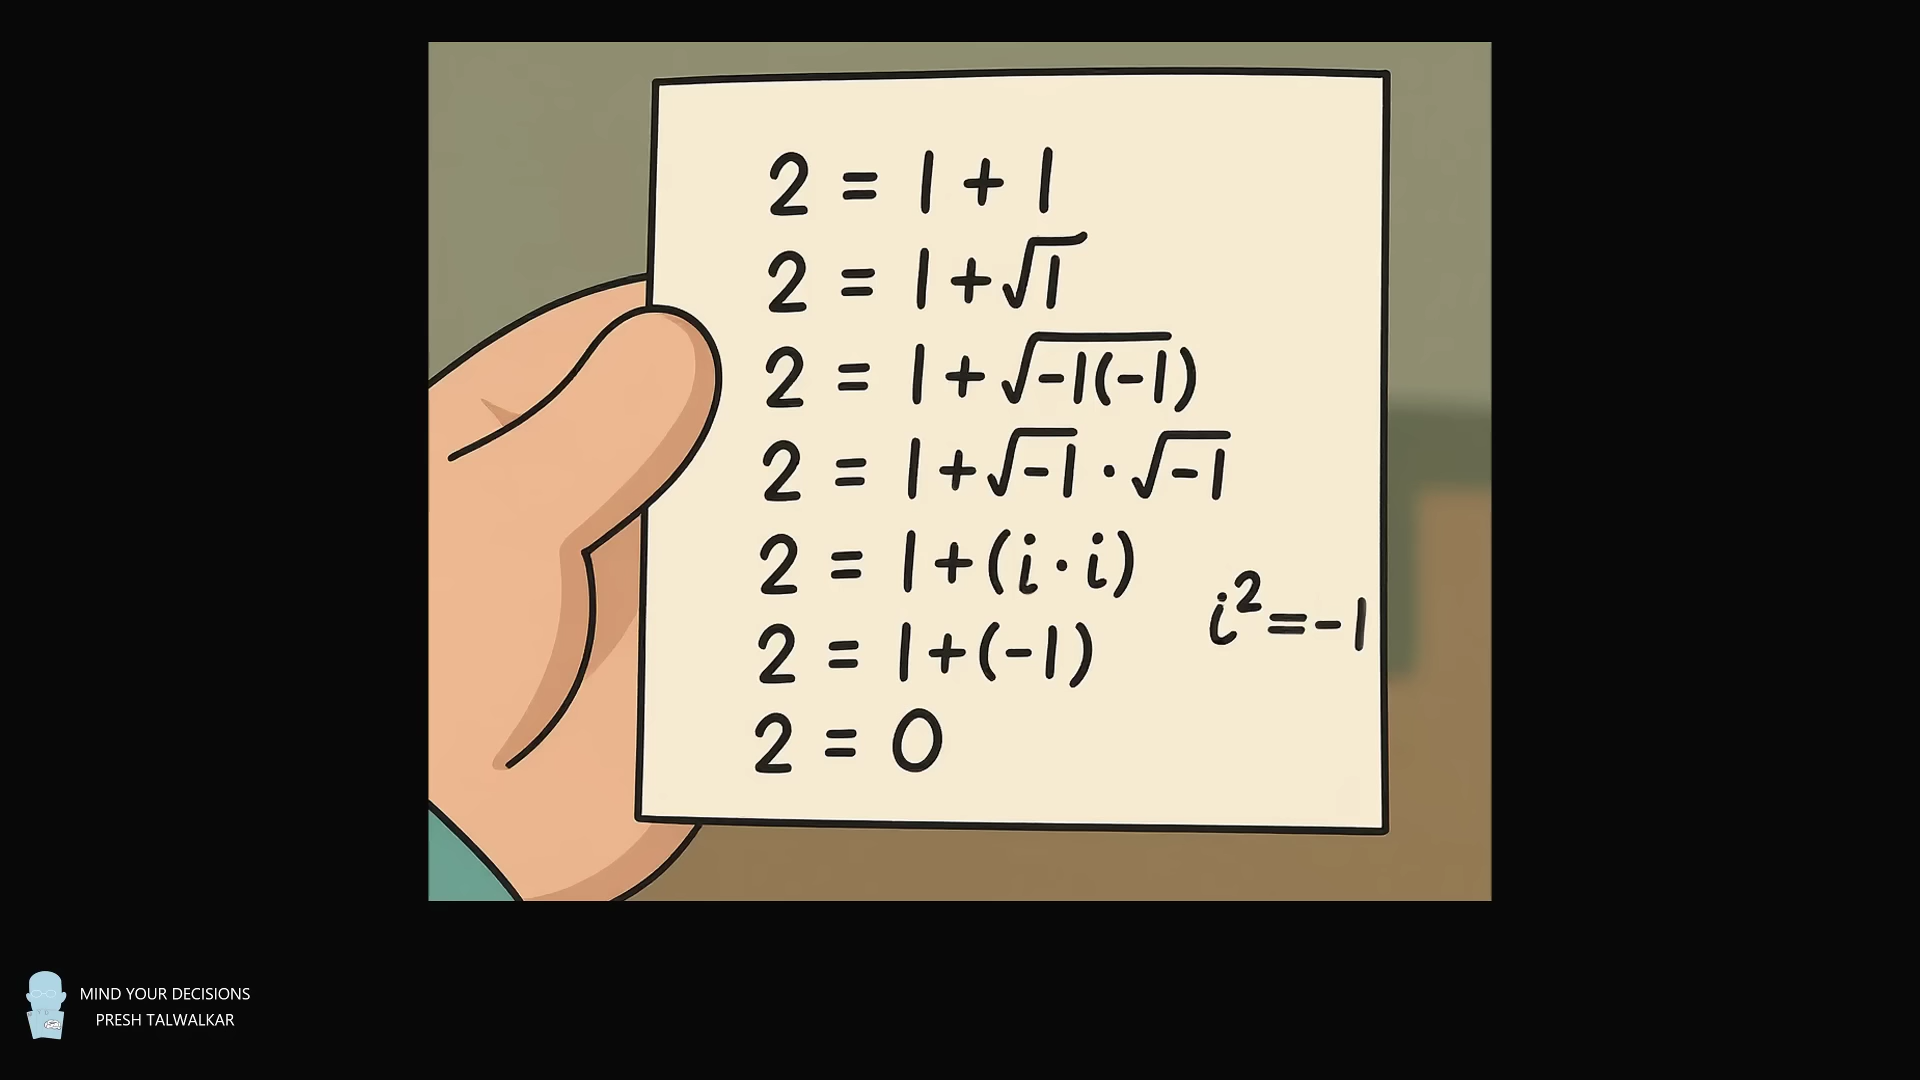 2 = 1 + 1
2 = 1 + √1
2 = 1 + √-1(-1)
2 = 1 + √-1 · √-1
2 = 1 + (i · i)
i² = -1
2 = 1 + (-1)
2 = 0
MIND YOUR DECISIONS
PRESH TALWALKAR